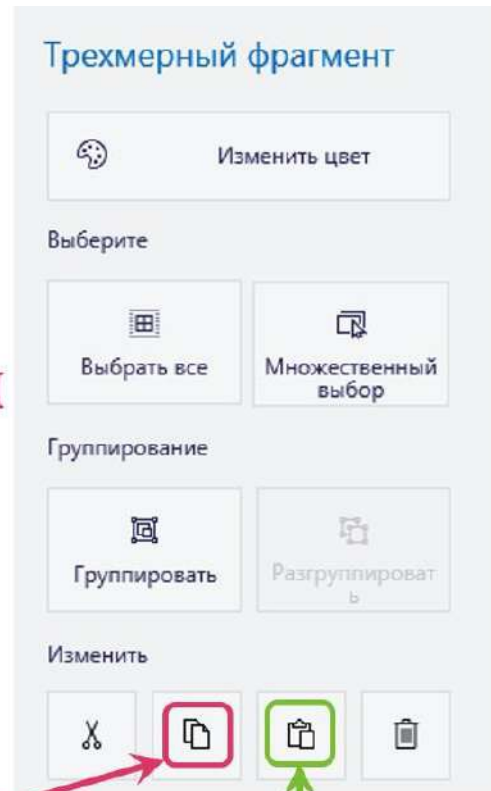 Трехмерный фрагмент
Изменить цвет
Выберите
Выбрать все
Множественный
выбор
Группирование
Группировать
Разгруппироват
ь
Изменить